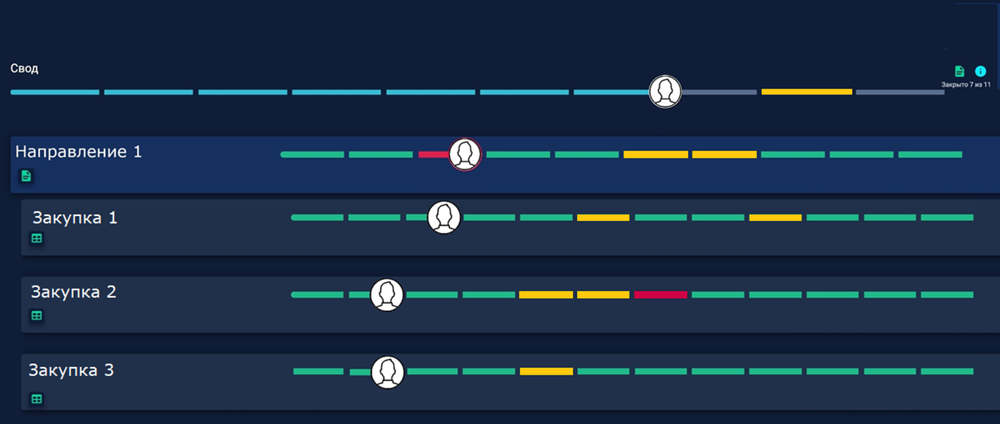 Свод
Закрыто 7 из 11
Направление 1
Закупка 1
Закупка 2
Закупка 3